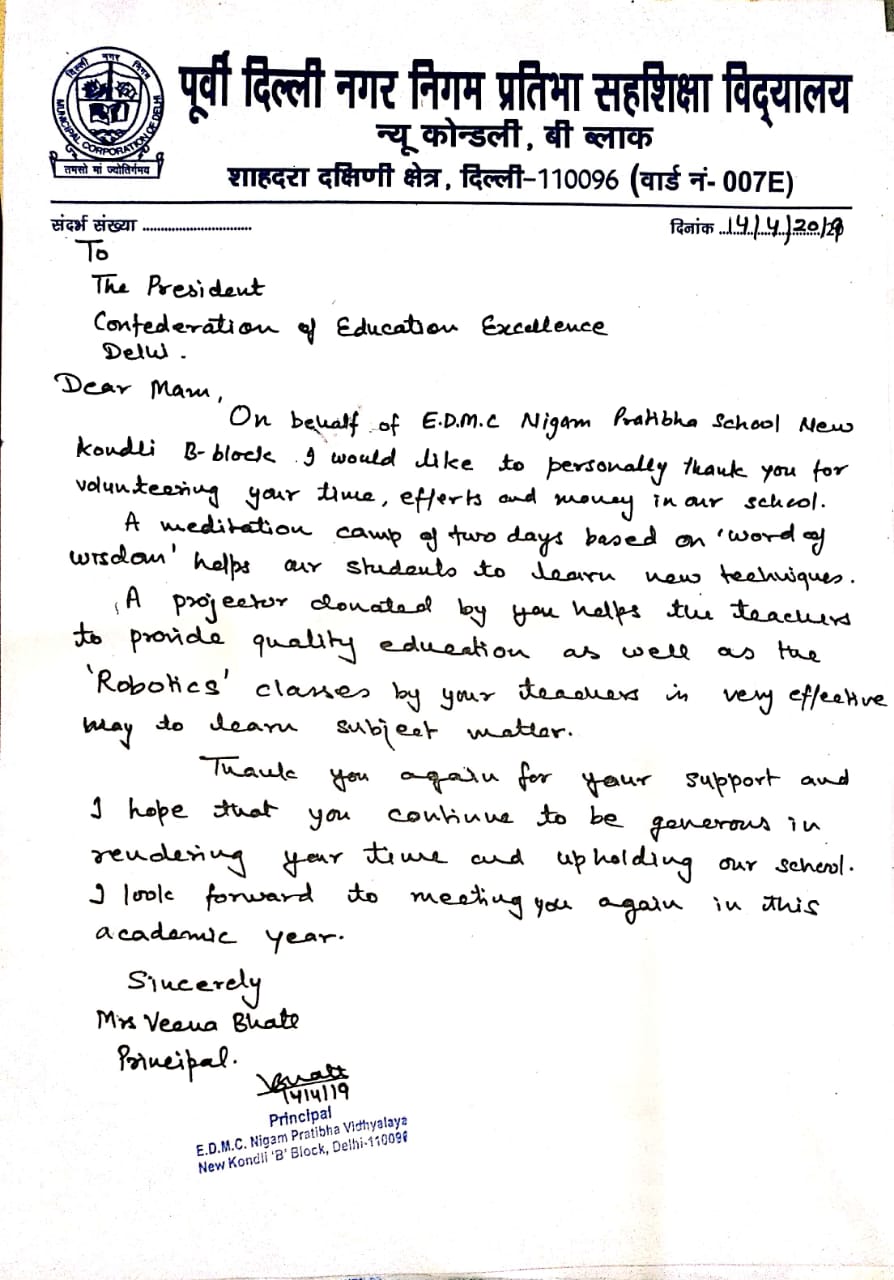 दिल्ली नगर निगम
MUNICIPAL CORPORATION OF DELHI
तमसो मां ज्योतिर्गमय
पूर्वी दिल्ली नगर निगम प्रतिभा सहशिक्षा विद्यालय
न्यू कोन्डली, बी ब्लाक
शाहदरा दक्षिणी क्षेत्र, दिल्ली-110096 (वार्ड नं- 007E)
संदर्भ संख्या ..............................
दिनांक 14/4/2019
To
The President
Confederation of Education Excellence
Delhi.
Dear Mam,
On behalf of E.D.M.C Nigam Pratibha School New
Kondli B-block I would like to personally thank you for
volunteering your time, efforts and money in our school.
A meditation camp of two days based on 'word of
wisdom' helps our students to learn new techniques.
A projector donated by you helps the teachers
to provide quality education as well as the
'Robotics' classes by your teachers in very effective
way to learn subject matter.
Thank you again for your support and
I hope that you continue to be generous in
rendering your time and upholding our school.
I look forward to meeting you again in this
academic year.
Sincerely
Mrs Veena Bhatt
Principal.
VBhatt
14/4/19
Principal
E.D.M.C. Nigam Pratibha Vidhyalaya
New Kondli 'B' Block, Delhi-110096